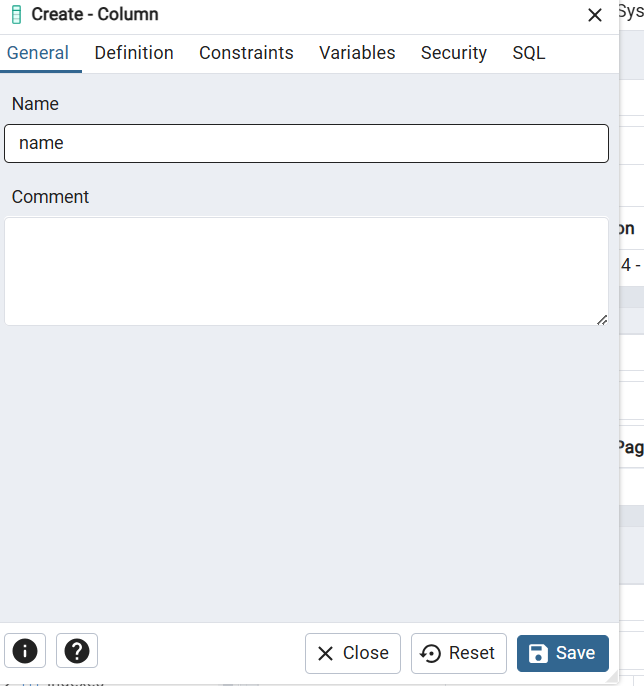 Create - Column
Sys
General Definition Constraints Variables Security SQL
Name
name
Comment
on
4 -
Pag
Close Reset Save